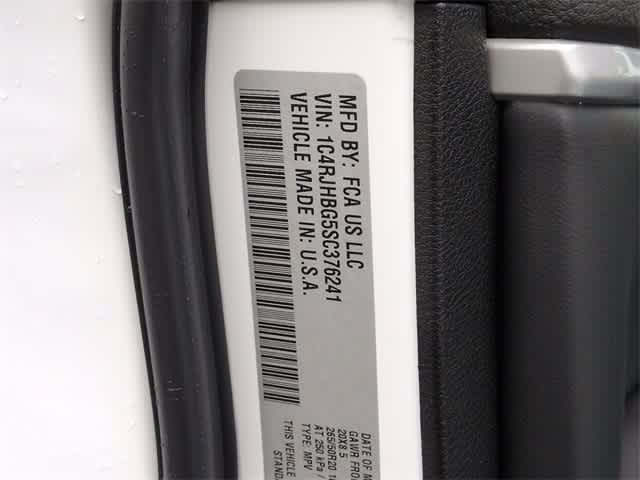 MFD BY: FCA US LLC
VIN: 1C4RJHBG5SC376241
VEHICLE MADE IN: U.S.A.
DATE OF M
GAWR FRO
20X8.5
265/50R20
AT 250 kPa /
TYPE: MPV
THIS VEHICLE
STAND